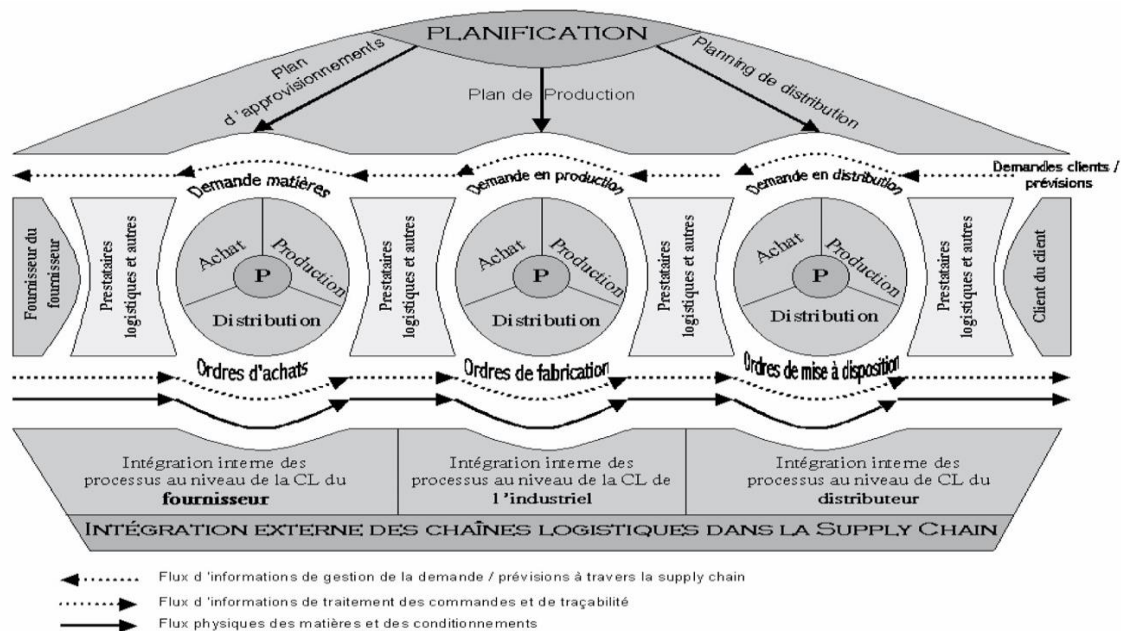 PLANIFICATION
Plan
d'approvisionnements
Plan de Production
Planning de distribution
Demande matières
Demande en production
Demande en distribution
Demandes clients /
prévisions
Fournisseur du
fournisseur
Prestataires
logistiques et autres
Achat
Production
P
Distribution
Prestataires
logistiques et autres
Achat
Production
P
Distribution
Prestataires
logistiques et autres
Achat
Production
P
Distribution
Prestataires
logistiques et autres
Client du client
Ordres d'achats
Ordres de fabrication
Ordres de mise à disposition
Intégration interne des
processus au niveau de la CL du
fournisseur
Intégration interne des
processus au niveau de la CL de
l'industriel
Intégration interne des
processus au niveau de CL du
distributeur
INTÉGRATION EXTERNE DES CHAÎNES LOGISTIQUES DANS LA SUPPLY CHAIN
Flux d'informations de gestion de la demande / prévisions à travers la supply chain
Flux d'informations de traitement des commandes et de traçabilité
Flux physiques des matières et des conditionnements